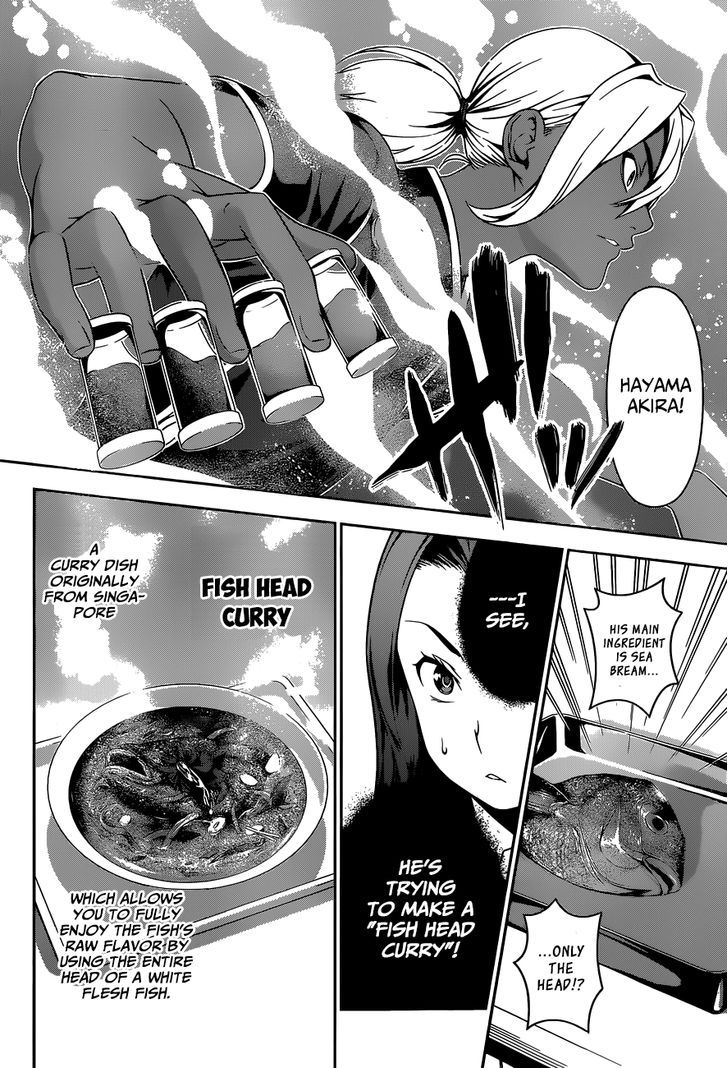 HAYAMA
AKIRA!
HIS MAIN
INGREDIENT
IS SEA
BREAM...
...ONLY
THE
HEAD!?
---I
SEE,
HE'S
TRYING
TO MAKE A
"FISH HEAD
CURRY"!
FISH HEAD
CURRY
A
CURRY DISH
ORIGINALLY
FROM SINGA-
PORE
WHICH ALLOWS
YOU TO FULLY
ENJOY THE FISH'S
RAW FLAVOR BY
USING THE ENTIRE
HEAD OF A WHITE
FLESH FISH.